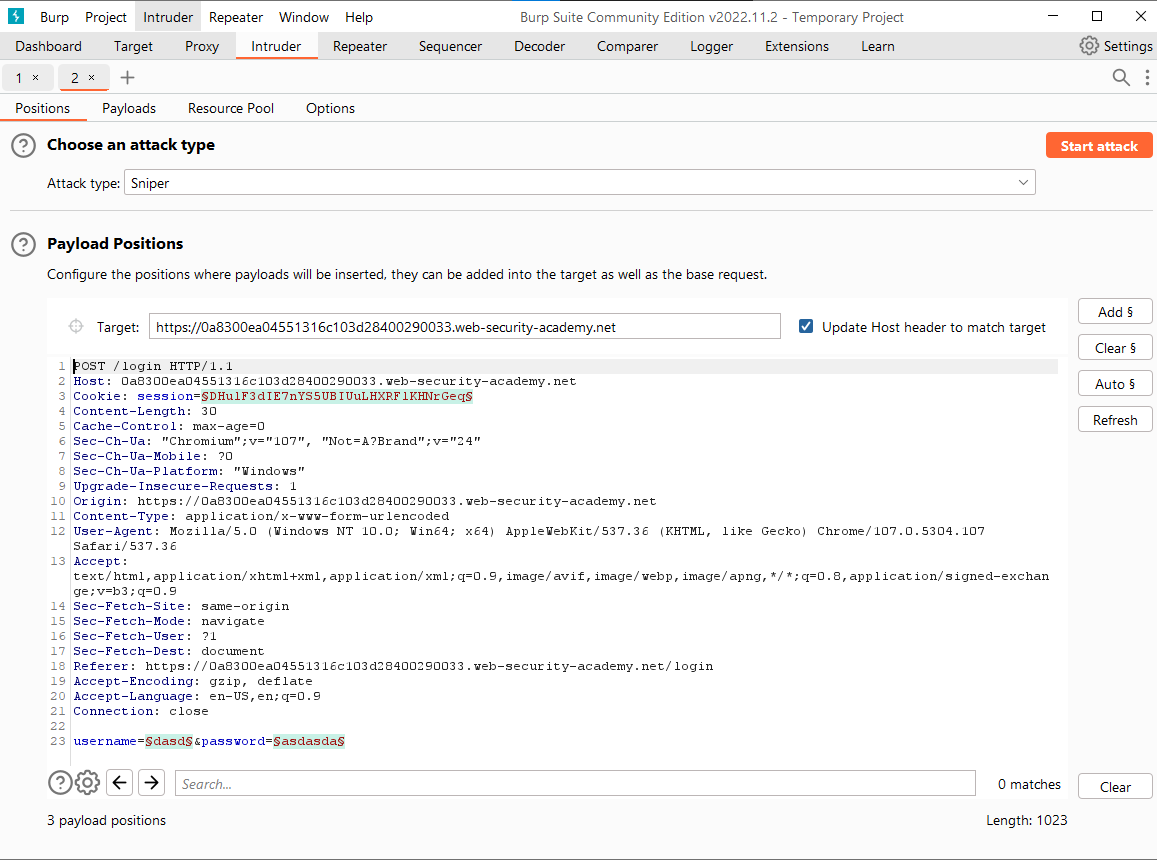 Burp Project Intruder Repeater Window Help Burp Suite Community Edition v2022.11.2 - Temporary Project
Dashboard Target Proxy Intruder Repeater Sequencer Decoder Comparer Logger Extensions Learn Settings
1 × 2 × +
Positions Payloads Resource Pool Options
? Choose an attack type Start attack
Attack type: Sniper
? Payload Positions
Configure the positions where payloads will be inserted, they can be added into the target as well as the base request.
Target: https://0a8300ea04551316c103d28400290033.web-security-academy.net Update Host header to match target Add §
1 POST /login HTTP/1.1 Clear §
2 Host: 0a8300ea04551316c103d28400290033.web-security-academy.net Auto §
3 Cookie: session=§DHulF3dIE7nYS5UBIUuLHXRFlKHNrGeq§
4 Content-Length: 30 Refresh
5 Cache-Control: max-age=0
6 Sec-Ch-Ua: "Chromium";v="107", "Not=A?Brand";v="24"
7 Sec-Ch-Ua-Mobile: ?0
8 Sec-Ch-Ua-Platform: "Windows"
9 Upgrade-Insecure-Requests: 1
10 Origin: https://0a8300ea04551316c103d28400290033.web-security-academy.net
11 Content-Type: application/x-www-form-urlencoded
12 User-Agent: Mozilla/5.0 (Windows NT 10.0; Win64; x64) AppleWebKit/537.36 (KHTML, like Gecko) Chrome/107.0.5304.107
Safari/537.36
13 Accept:
text/html,application/xhtml+xml,application/xml;q=0.9,image/avif,image/webp,image/apng,*/*;q=0.8,application/signed-exchan
ge;v=b3;q=0.9
14 Sec-Fetch-Site: same-origin
15 Sec-Fetch-Mode: navigate
16 Sec-Fetch-User: ?1
17 Sec-Fetch-Dest: document
18 Referer: https://0a8300ea04551316c103d28400290033.web-security-academy.net/login
19 Accept-Encoding: gzip, deflate
20 Accept-Language: en-US,en;q=0.9
21 Connection: close
22
23 username=§dasd§&password=§asdasda§
? Search... 0 matches Clear
3 payload positions Length: 1023